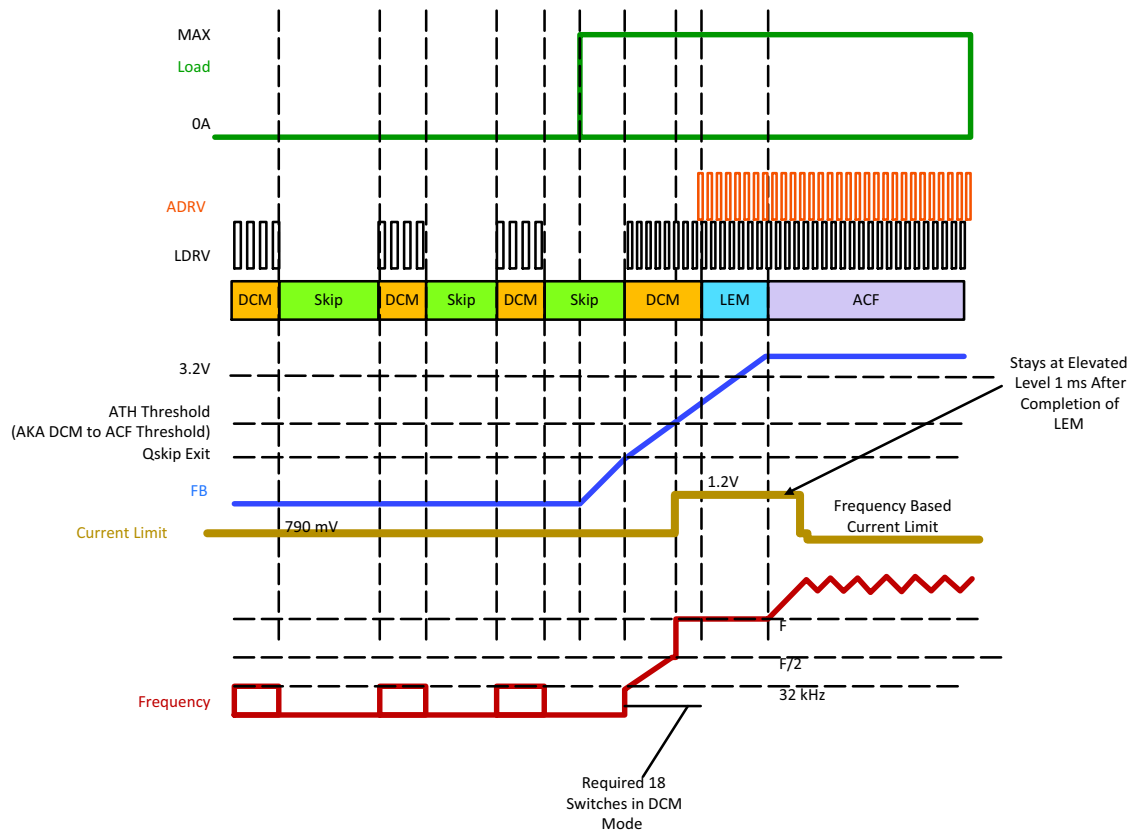 MAX
Load
0A
ADRV
LDRV
DCM Skip DCM Skip DCM Skip DCM LEM ACF
3.2V
Stays at Elevated
Level 1 ms After
Completion of
LEM
ATH Threshold
(AKA DCM to ACF Threshold)
Qskip Exit
FB
1.2V
Current Limit
790 mV
Frequency Based
Current Limit
F
F/2
32 kHz
Frequency
Required 18
Switches in DCM
Mode